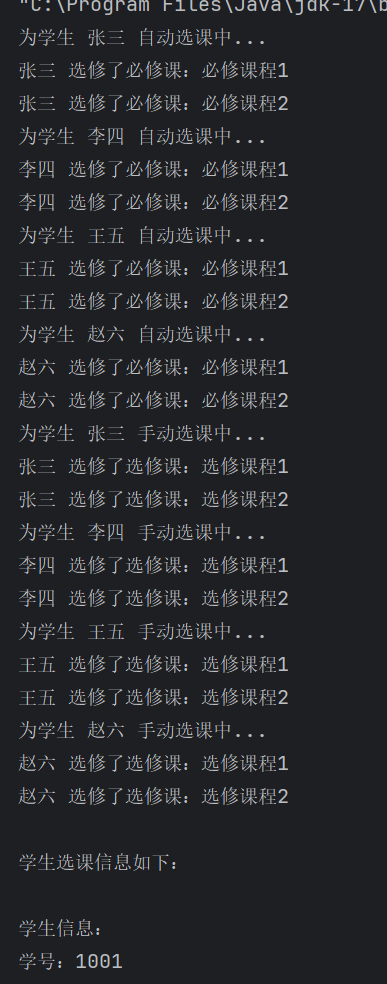 "C:\Program Files\Java\jdk-17\b
为学生 张三 自动选课中...
张三 选修了必修课：必修课程1
张三 选修了必修课：必修课程2
为学生 李四 自动选课中...
李四 选修了必修课：必修课程1
李四 选修了必修课：必修课程2
为学生 王五 自动选课中...
王五 选修了必修课：必修课程1
王五 选修了必修课：必修课程2
为学生 赵六 自动选课中...
赵六 选修了必修课：必修课程1
赵六 选修了必修课：必修课程2
为学生 张三 手动选课中...
张三 选修了选修课：选修课程1
张三 选修了选修课：选修课程2
为学生 李四 手动选课中...
李四 选修了选修课：选修课程1
李四 选修了选修课：选修课程2
为学生 王五 手动选课中...
王五 选修了选修课：选修课程1
王五 选修了选修课：选修课程2
为学生 赵六 手动选课中...
赵六 选修了选修课：选修课程1
赵六 选修了选修课：选修课程2
学生选课信息如下：
学生信息：
学号：1001